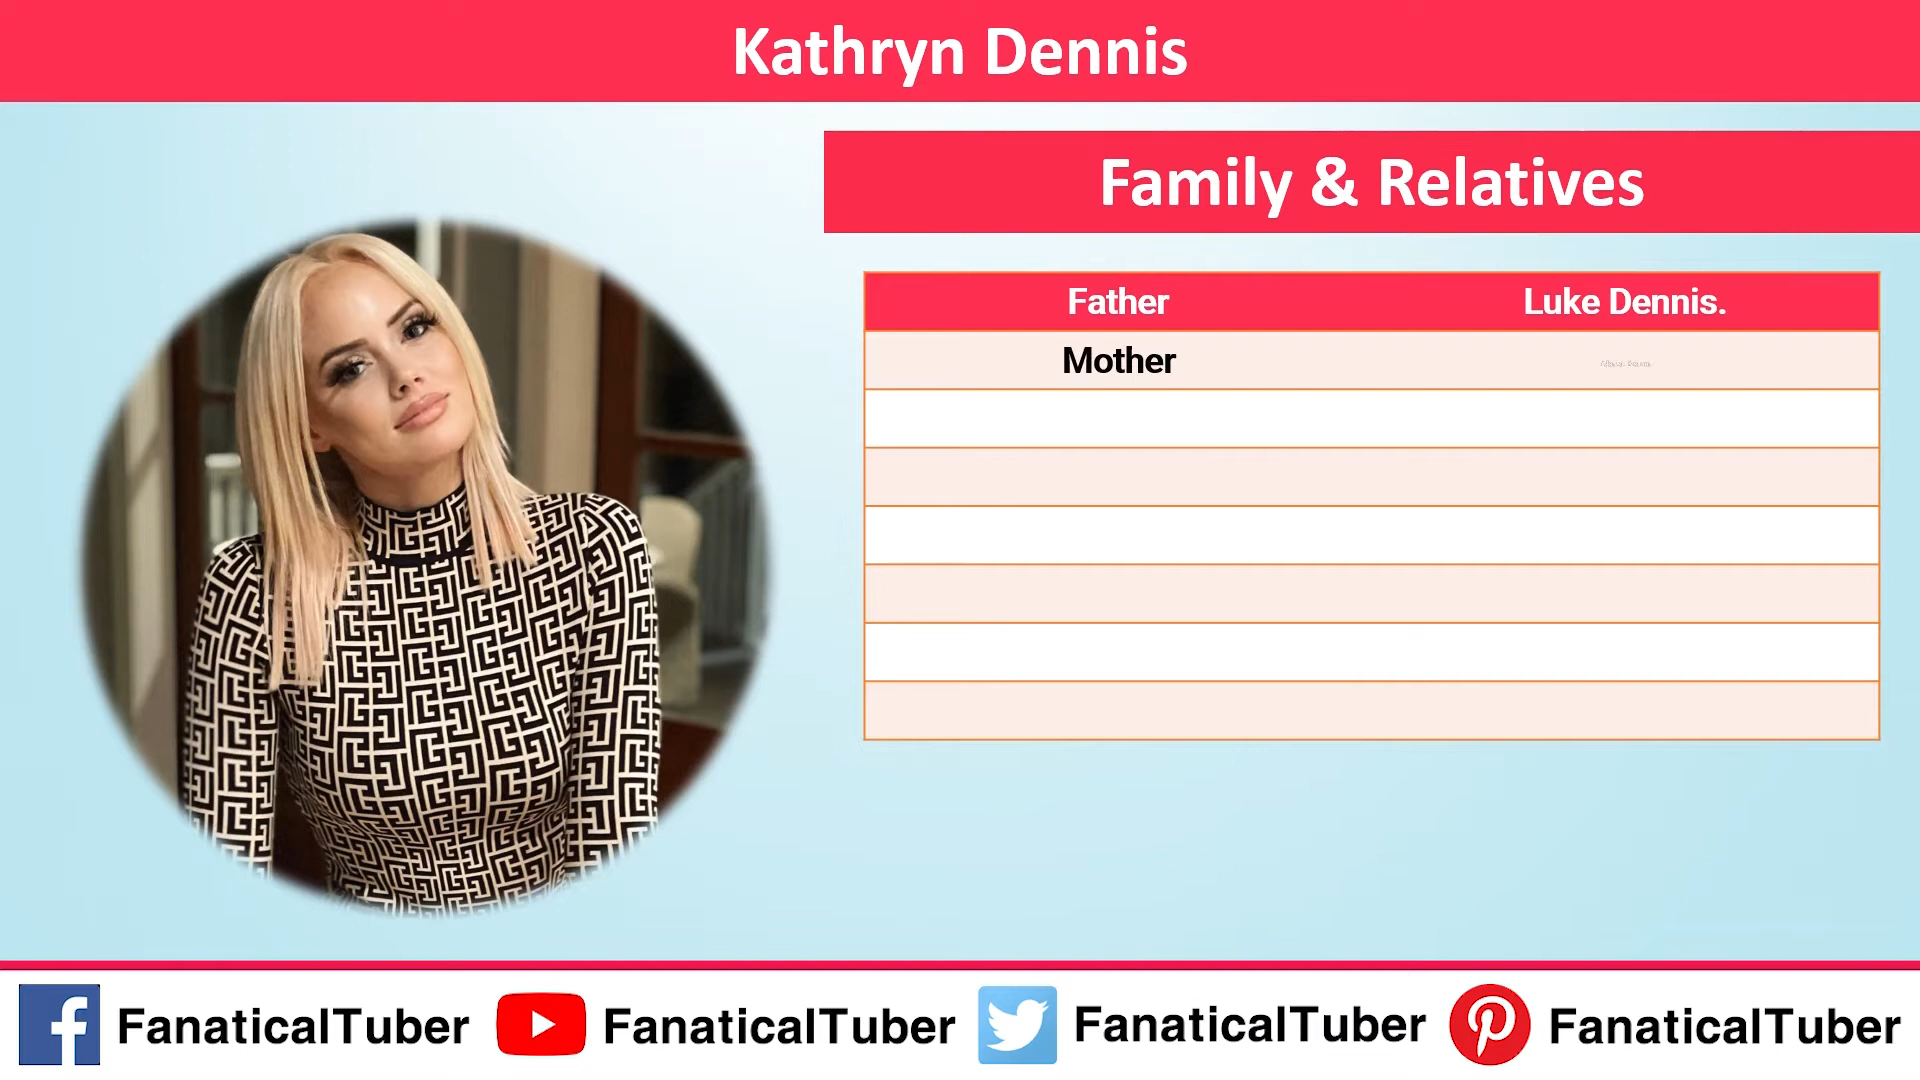 Kathryn Dennis
Family & Relatives
Father Luke Dennis.
Mother
FanaticalTuber FanaticalTuber FanaticalTuber FanaticalTuber